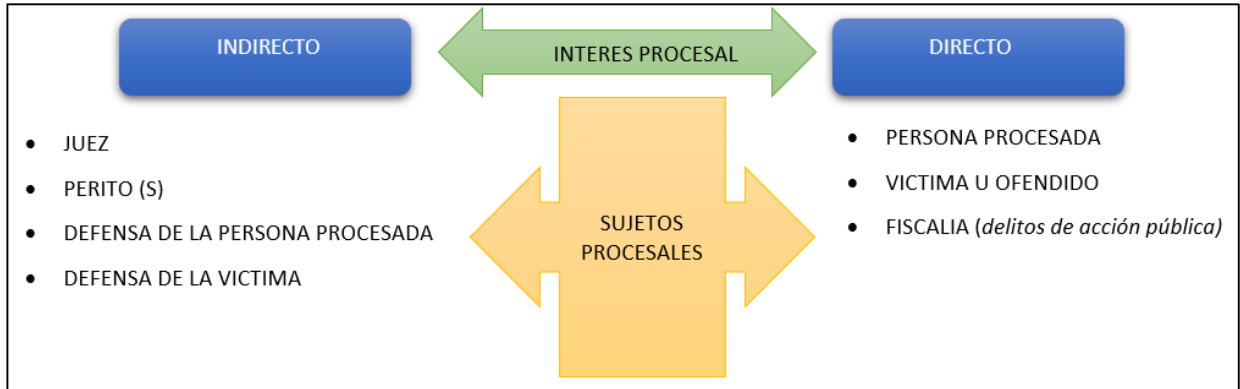 INDIRECTO
INTERES PROCESAL
DIRECTO
• JUEZ
• PERITO (S)
• DEFENSA DE LA PERSONA PROCESADA
• DEFENSA DE LA VICTIMA
SUJETOS
PROCESALES
• PERSONA PROCESADA
• VICTIMA U OFENDIDO
• FISCALIA (delitos de acción pública)